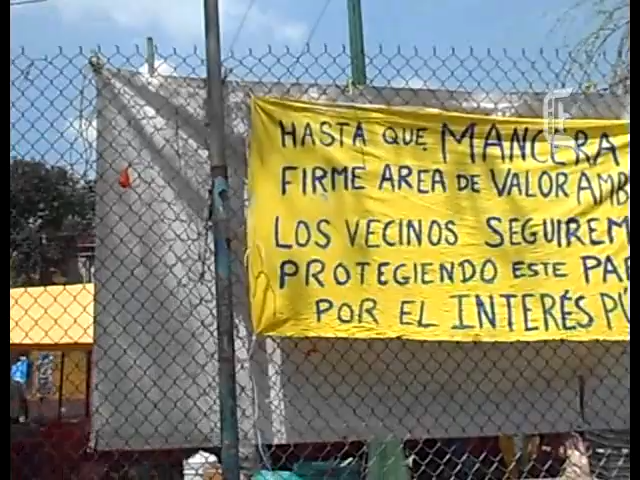 HASTA QUE MANCERA
FIRME AREA DE VALOR AMB
LOS VECINOS SEGUIREM
PROTEGIENDO ESTE PA
POR EL INTERÉS PÚ